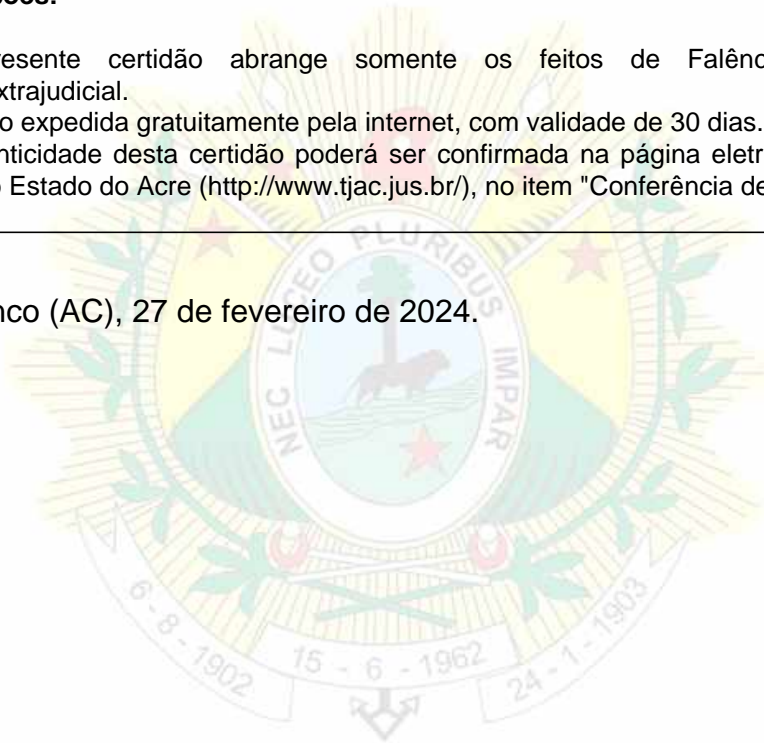 resente certidão abrange somente os feitos de Falênc
xtrajudicial.
o expedida gratuitamente pela internet, com validade de 30 dias.
nticidade desta certidão poderá ser confirmada na página eletr
o Estado do Acre (http://www.tjac.jus.br/), no item "Conferência de
nco (AC), 27 de fevereiro de 2024.
NEC LUCEO PLURIBUS IMPAR
6 - 8 - 1902
15 - 6 - 1962
24 - 1 - 1903